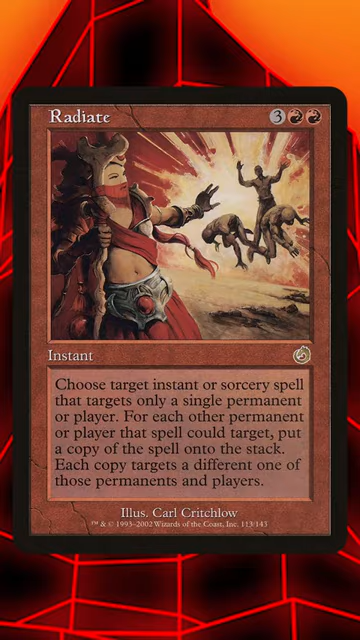 Radiate
3
Instant
Choose target instant or sorcery spell
that targets only a single permanent
or player. For each other permanent
or player that spell could target, put
a copy of the spell onto the stack.
Each copy targets a different one of
those permanents and players.
Illus. Carl Critchlow
™ & © 1993–2002 Wizards of the Coast, Inc. 113/143